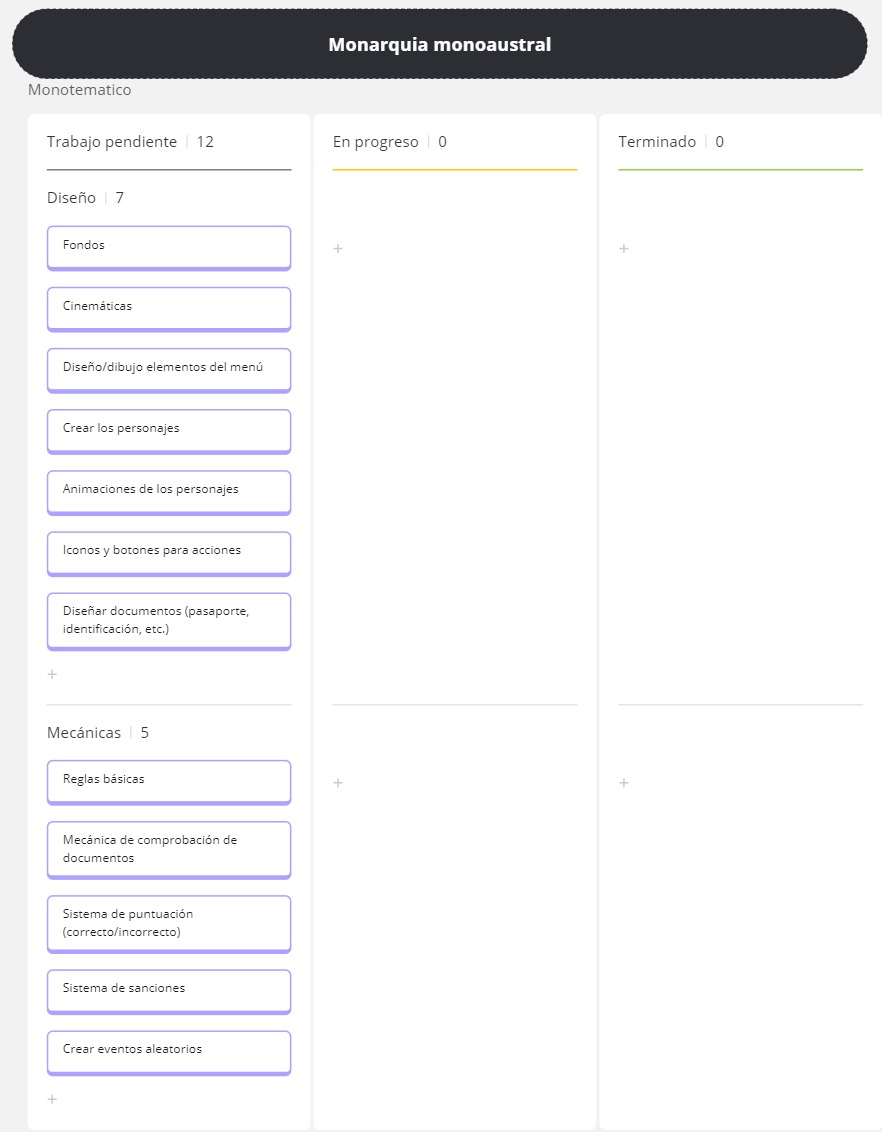 Monarquia monoaustral
Monotematico
Trabajo pendiente | 12
En progreso | 0
Terminado | 0
Diseño | 7
Fondos
+
+
Cinemáticas
Diseño/dibujo elementos del menú
Crear los personajes
Animaciones de los personajes
Iconos y botones para acciones
Diseñar documentos (pasaporte,
identificación, etc.)
+
Mecánicas | 5
Reglas básicas
+
+
Mecánica de comprobación de
documentos
Sistema de puntuación
(correcto/incorrecto)
Sistema de sanciones
Crear eventos aleatorios
+